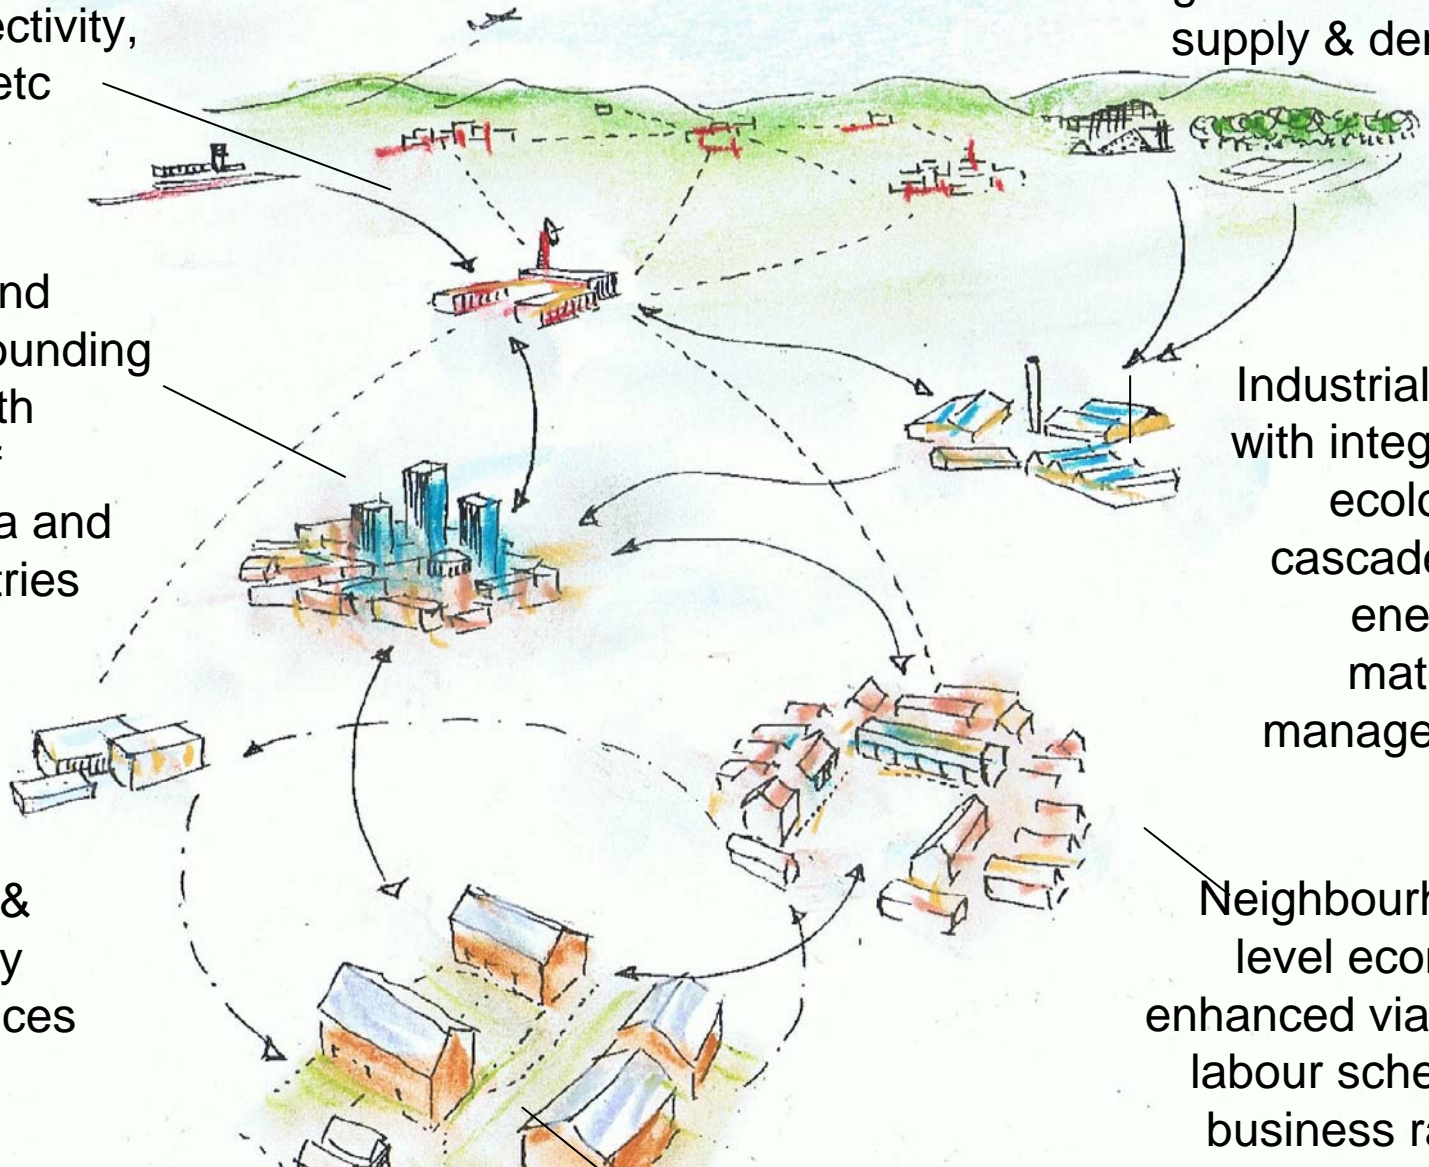 ectivity,
etc
supply & der
nd
ounding
th
a and
tries
Industrial
with integ
ecolo
cascade
ene
mat
manage
&
y
ces
Neighbourh
level econ
enhanced via
labour sche
business ra